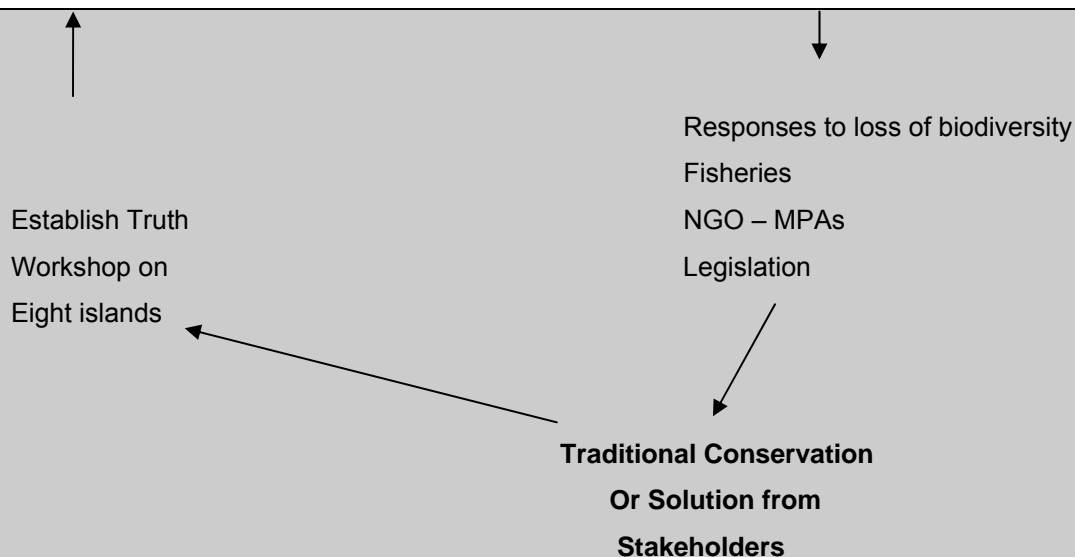 Responses to loss of biodiversity
Fisheries
NGO – MPAs
Legislation
Establish Truth
Workshop on
Eight islands
Traditional Conservation
Or Solution from
Stakeholders